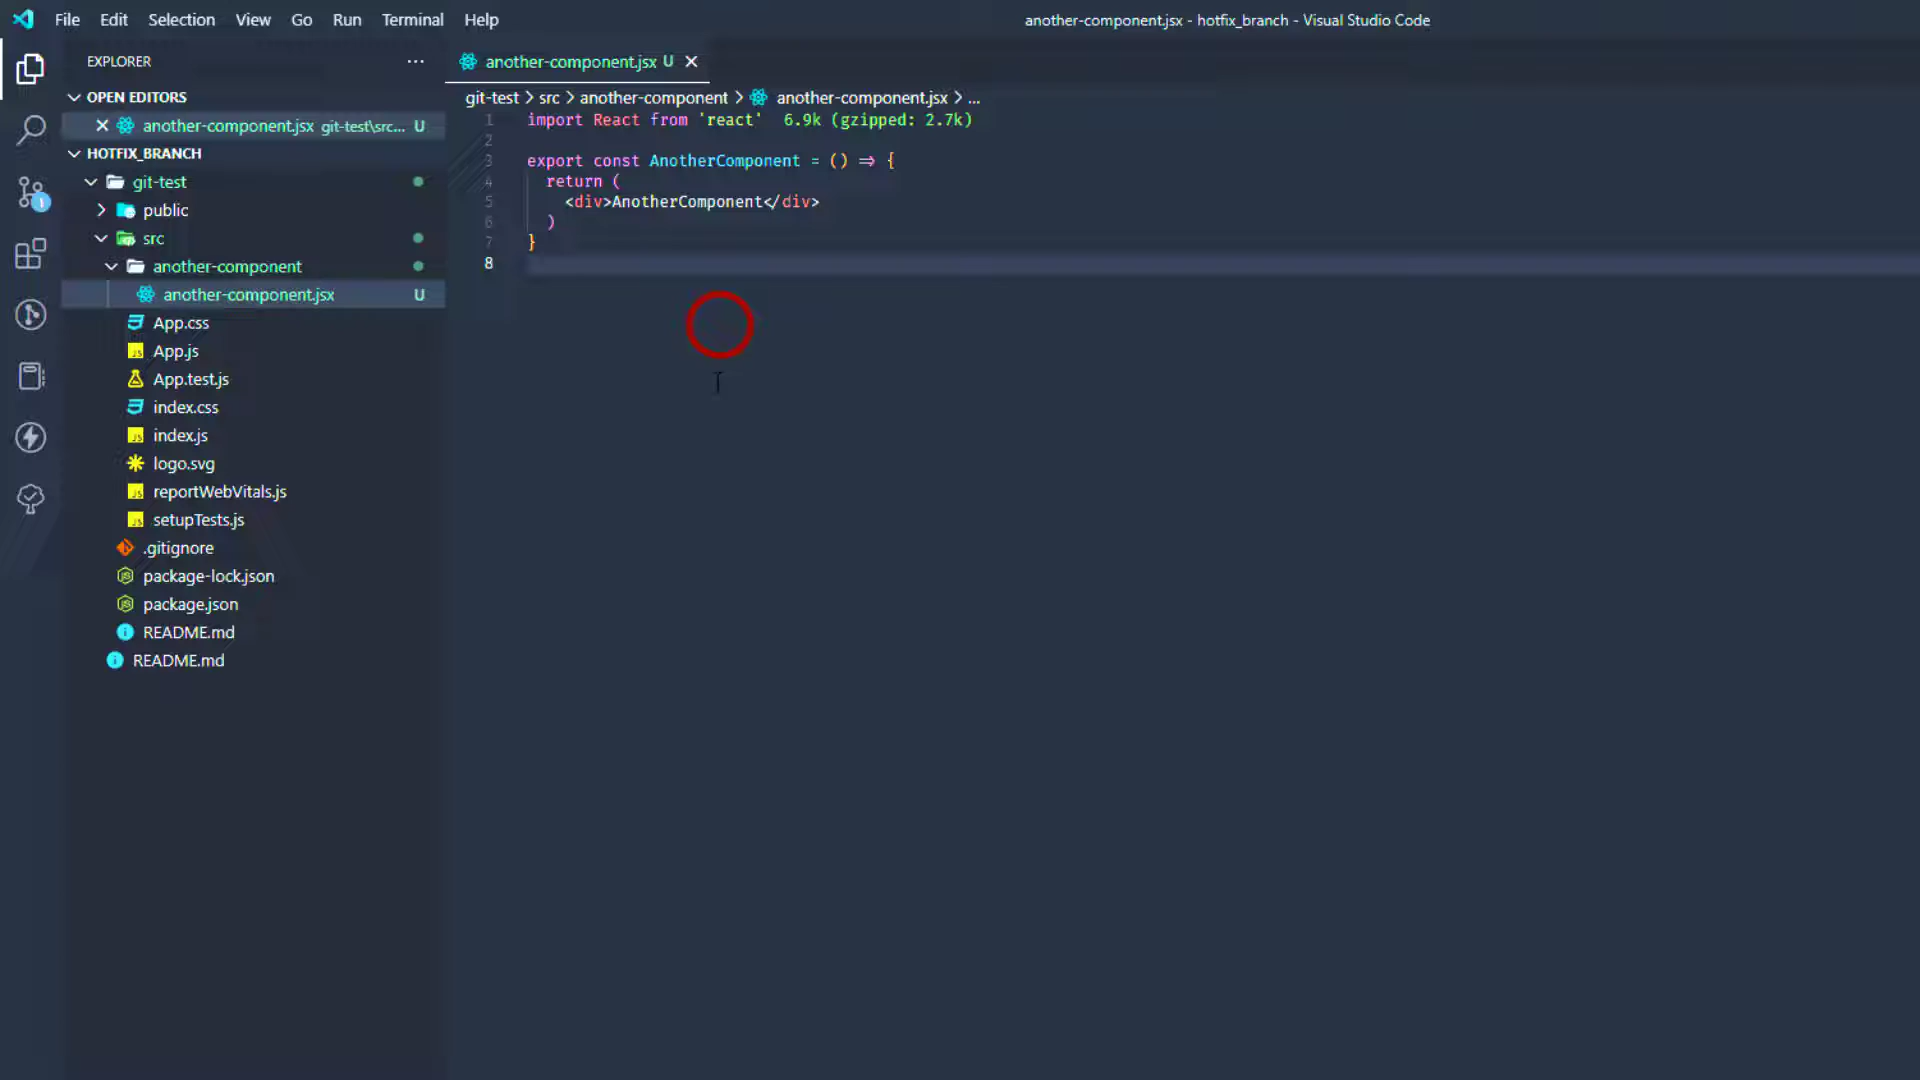 File Edit Selection View Go Run Terminal Help
another-component.jsx - hotfix_branch - Visual Studio Code
EXPLORER
OPEN EDITORS
another-component.jsx git-test\src... U
HOTFIX_BRANCH
git-test
public
src
another-component
another-component.jsx U
App.css
App.js
App.test.js
index.css
index.js
logo.svg
reportWebVitals.js
setupTests.js
.gitignore
package-lock.json
package.json
README.md
README.md
another-component.jsx U
git-test > src > another-component > another-component.jsx > ...
1 import React from 'react' 6.9k (gzipped: 2.7k)
2
3 export const AnotherComponent = () => {
4 return (
5 <div>AnotherComponent</div>
6 )
7 }
8
1